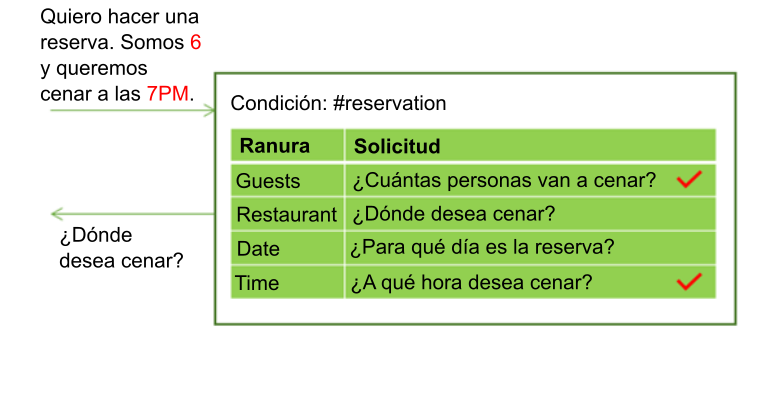 Quiero hacer una
reserva. Somos 6
y queremos
cenar a las 7PM.
Condición: #reservation
Ranura Solicitud
Guests ¿Cuántas personas van a cenar?
Restaurant ¿Dónde desea cenar?
Date ¿Para qué día es la reserva?
Time ¿A qué hora desea cenar?
¿Dónde
desea cenar?